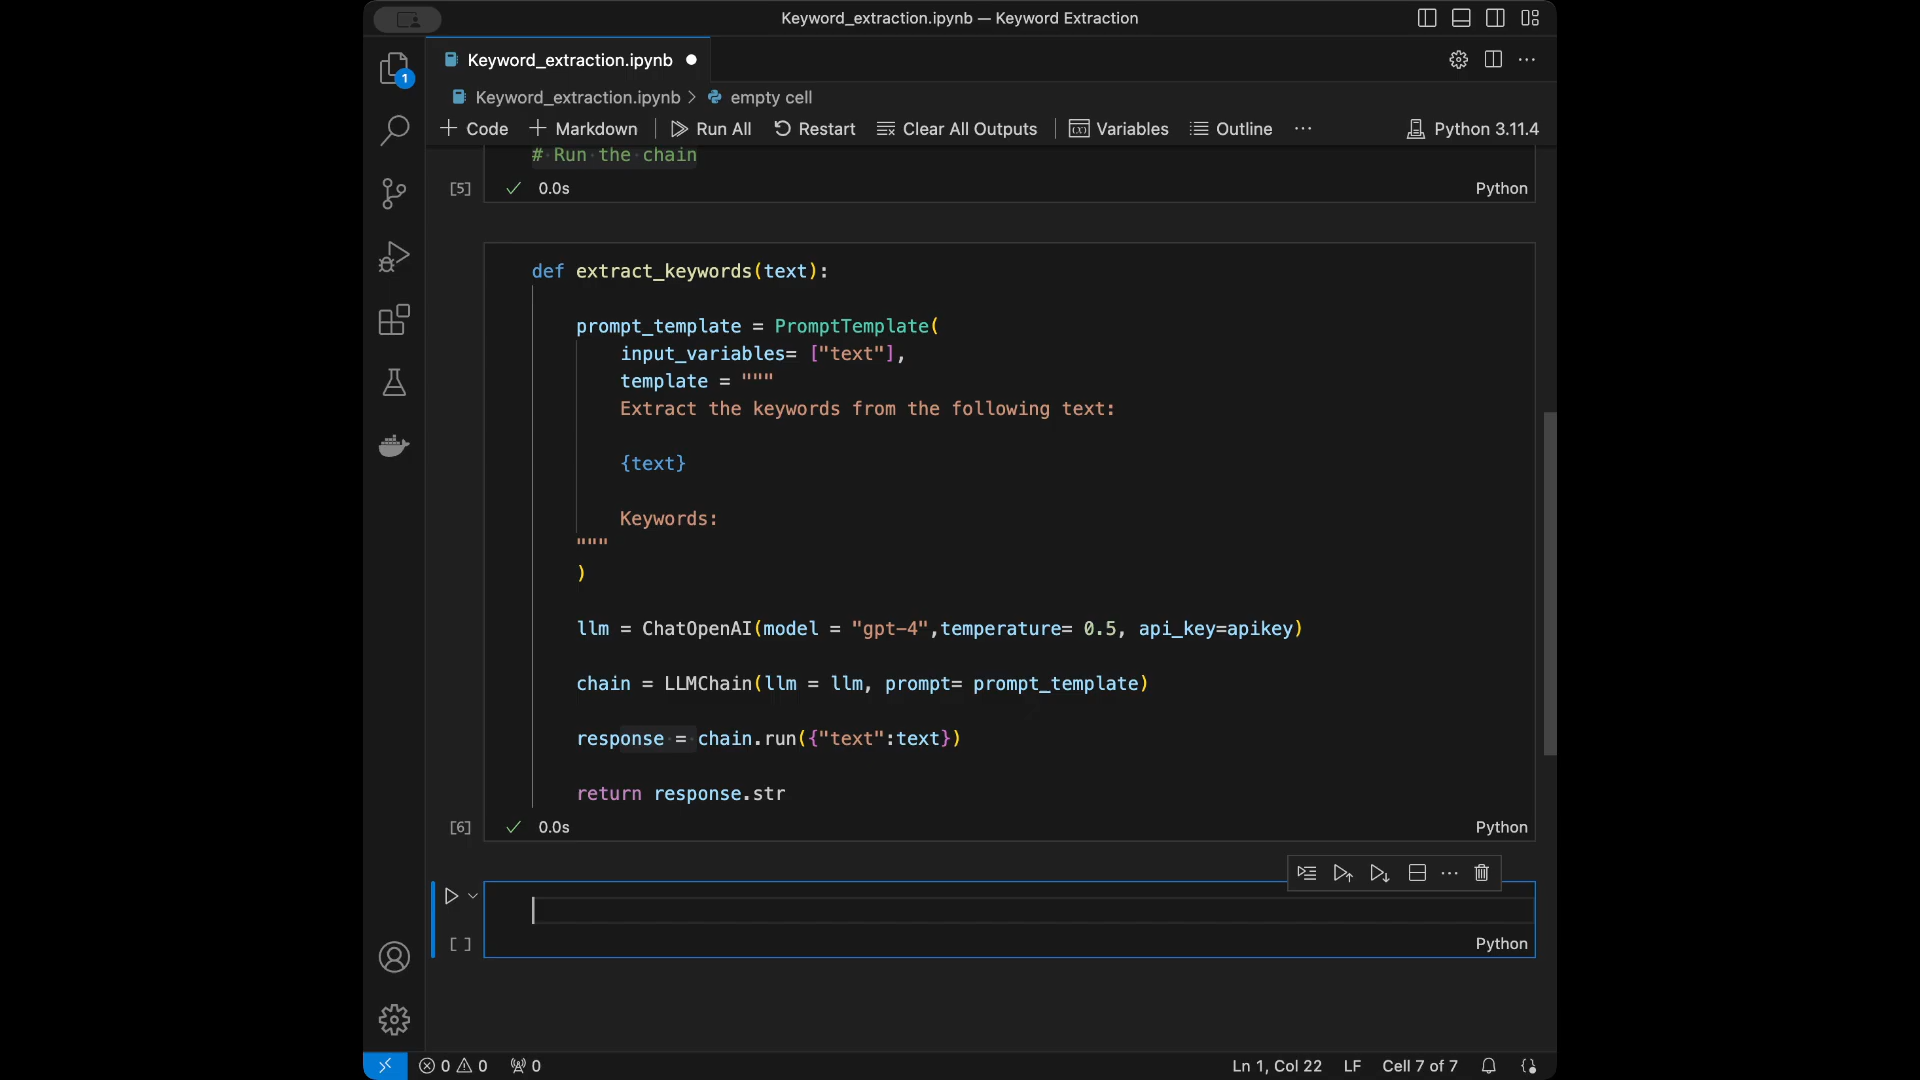 Keyword_extraction.ipynb — Keyword Extraction
1
Keyword_extraction.ipynb
Keyword_extraction.ipynb > empty cell
+ Code + Markdown Run All Restart Clear All Outputs Variables Outline ··· Python 3.11.4
# Run the chain
[5] ✓ 0.0s Python
def extract_keywords(text):
prompt_template = PromptTemplate(
input_variables= ["text"],
template = """
Extract the keywords from the following text:
{text}
Keywords:
"""
)
llm = ChatOpenAI(model = "gpt-4",temperature= 0.5, api_key=apikey)
chain = LLMChain(llm = llm, prompt= prompt_template)
response = chain.run({"text":text})
return response.str
[6] ✓ 0.0s Python
[ ] Python
0 0 0 Ln 1, Col 22 LF Cell 7 of 7